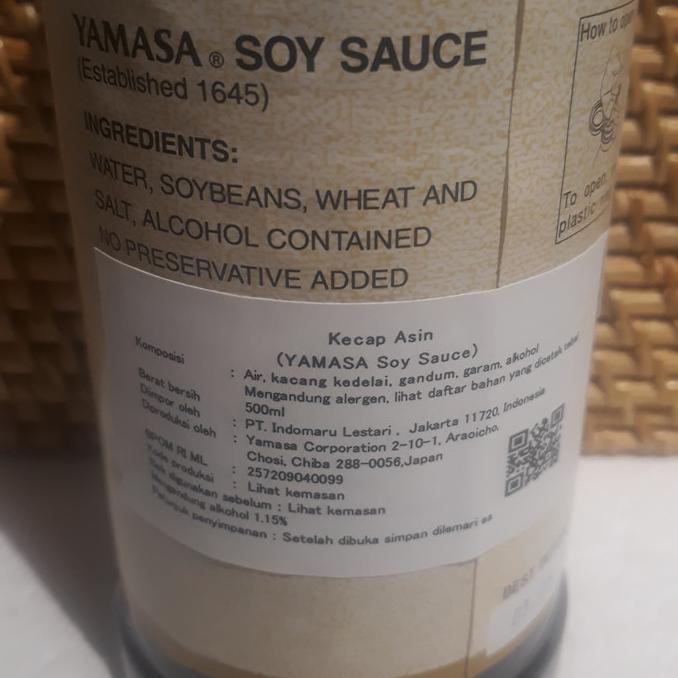 YAMASA ® SOY SAUCE
(Established 1645)
INGREDIENTS:
WATER, SOYBEANS, WHEAT AND
SALT, ALCOHOL CONTAINED
NO PRESERVATIVE ADDED
How to open
To open,
plastic
Kecap Asin
(YAMASA Soy Sauce)
Komposisi : Air, kacang kedelai, gandum, garam, alkohol
Mengandung alergen, lihat daftar bahan yang dicetak tebal
Berat bersih 500ml
Diimpor oleh : PT. Indomaru Lestari , Jakarta 11720, Indonesia
Diproduksi oleh : Yamasa Corporation 2-10-1, Araoicho,
Chosi, Chiba 288-0056,Japan
BPOM RI ML : 257209040099
Kode produksi : Lihat kemasan
Baik digunakan sebelum : Lihat kemasan
Mengandung alkohol 1.15%
Petunjuk penyimpanan : Setelah dibuka simpan dilemari es
BEST